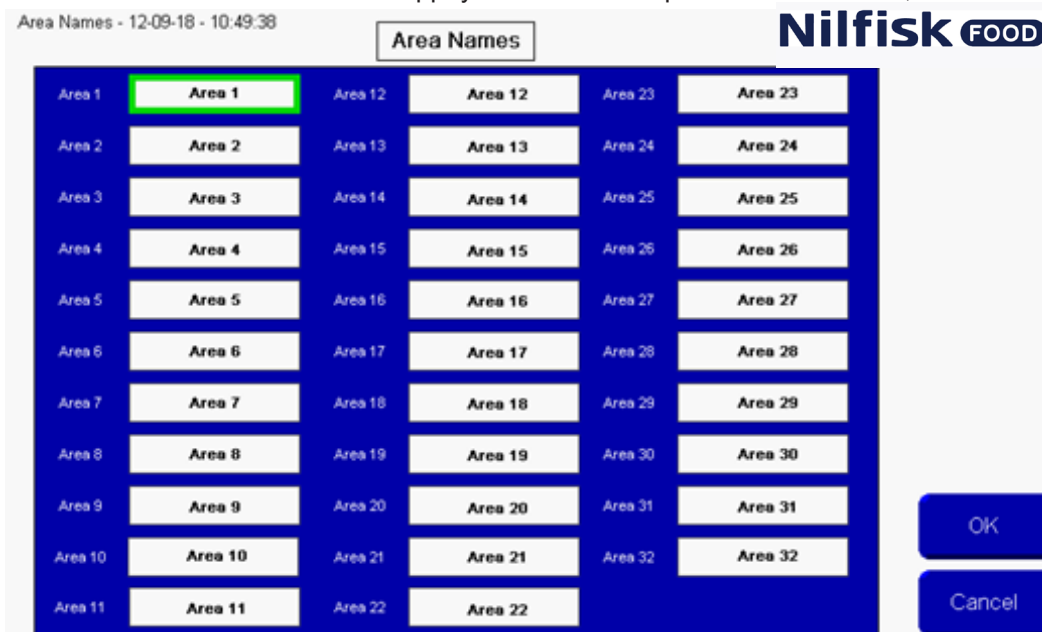 Area Names - 12-09-18 - 10:49:38
Area Names
Nilfisk FOOD
Area 1 Area 1 Area 12 Area 12 Area 23 Area 23
Area 2 Area 2 Area 13 Area 13 Area 24 Area 24
Area 3 Area 3 Area 14 Area 14 Area 25 Area 25
Area 4 Area 4 Area 15 Area 15 Area 26 Area 26
Area 5 Area 5 Area 16 Area 16 Area 27 Area 27
Area 6 Area 6 Area 17 Area 17 Area 28 Area 28
Area 7 Area 7 Area 18 Area 18 Area 29 Area 29
Area 8 Area 8 Area 19 Area 19 Area 30 Area 30
Area 9 Area 9 Area 20 Area 20 Area 31 Area 31
OK
Area 10 Area 10 Area 21 Area 21 Area 32 Area 32
Area 11 Area 11 Area 22 Area 22
Cancel